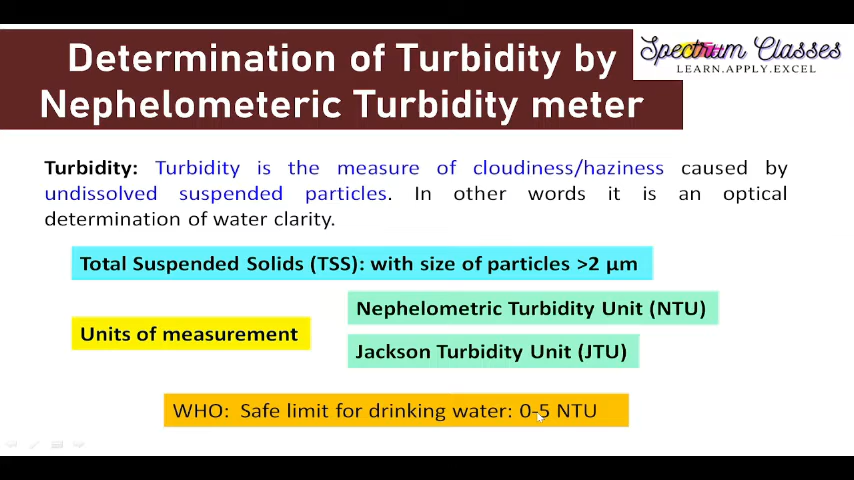 Determination of Turbidity by
Nephelometeric Turbidity meter
Spectrum Classes
LEARN.APPLY.EXCEL
Turbidity: Turbidity is the measure of cloudiness/haziness caused by
undissolved suspended particles. In other words it is an optical
determination of water clarity.
Total Suspended Solids (TSS): with size of particles >2 µm
Nephelometric Turbidity Unit (NTU)
Units of measurement
Jackson Turbidity Unit (JTU)
WHO: Safe limit for drinking water: 0-5 NTU